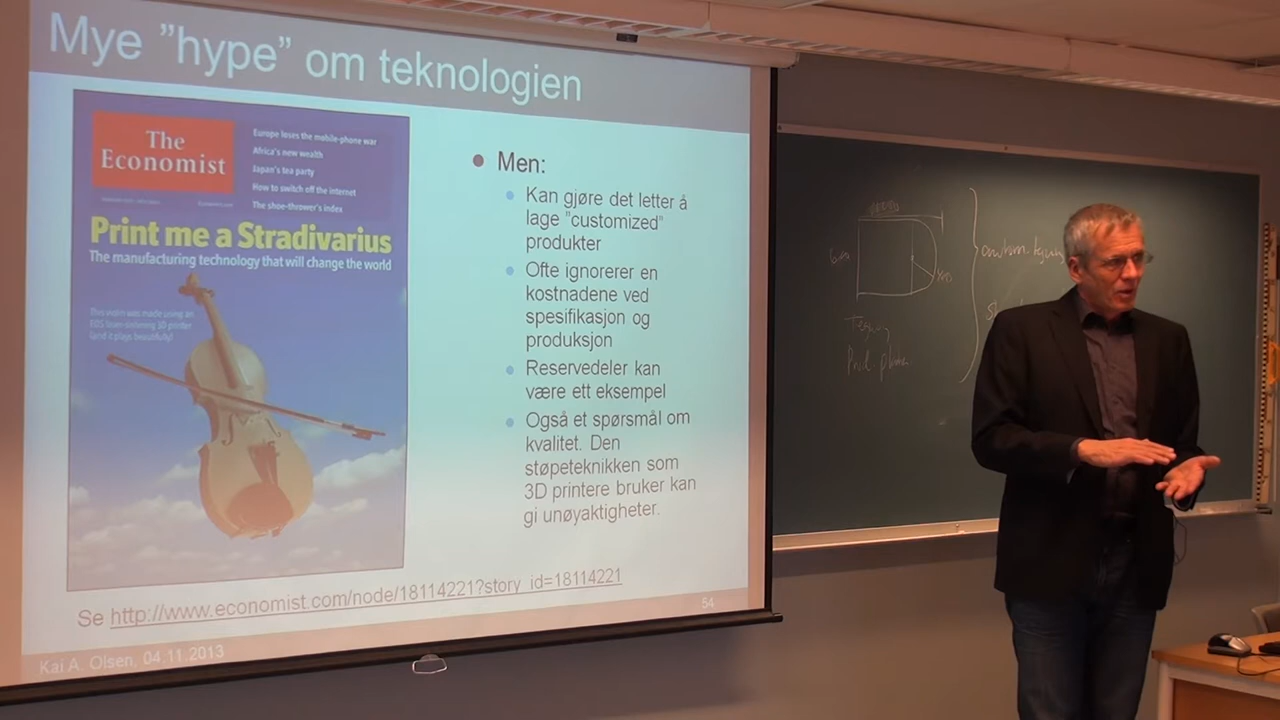 Mye "hype" om teknologien
The
Economist
Europe loses the mobile-phone war
Africa's new wealth
Japan's tea party
How to switch off the internet
The shoe-thrower's index
Print me a Stradivarius
The manufacturing technology that will change the world
This violin was made using an
EOS laser-sintering 3D printer
(and it plays beautifully)
Men:
Kan gjøre det letter å
lage "customized"
produkter
Ofte ignorerer en
kostnadene ved
spesifikasjon og
produksjon
Reservedeler kan
være ett eksempel
Også et spørsmål om
kvalitet. Den
støpeteknikken som
3D printere bruker kan
gi unøyaktigheter.
Se http://www.economist.com/node/18114221?story_id=18114221
54
Kai A. Olsen, 04.11.2013